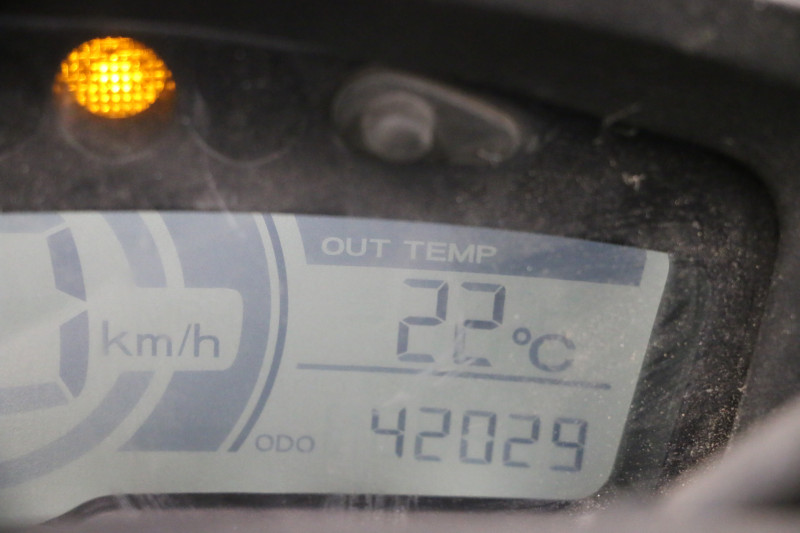 OUT TEMP
22 °C
km/h
ODO 42029